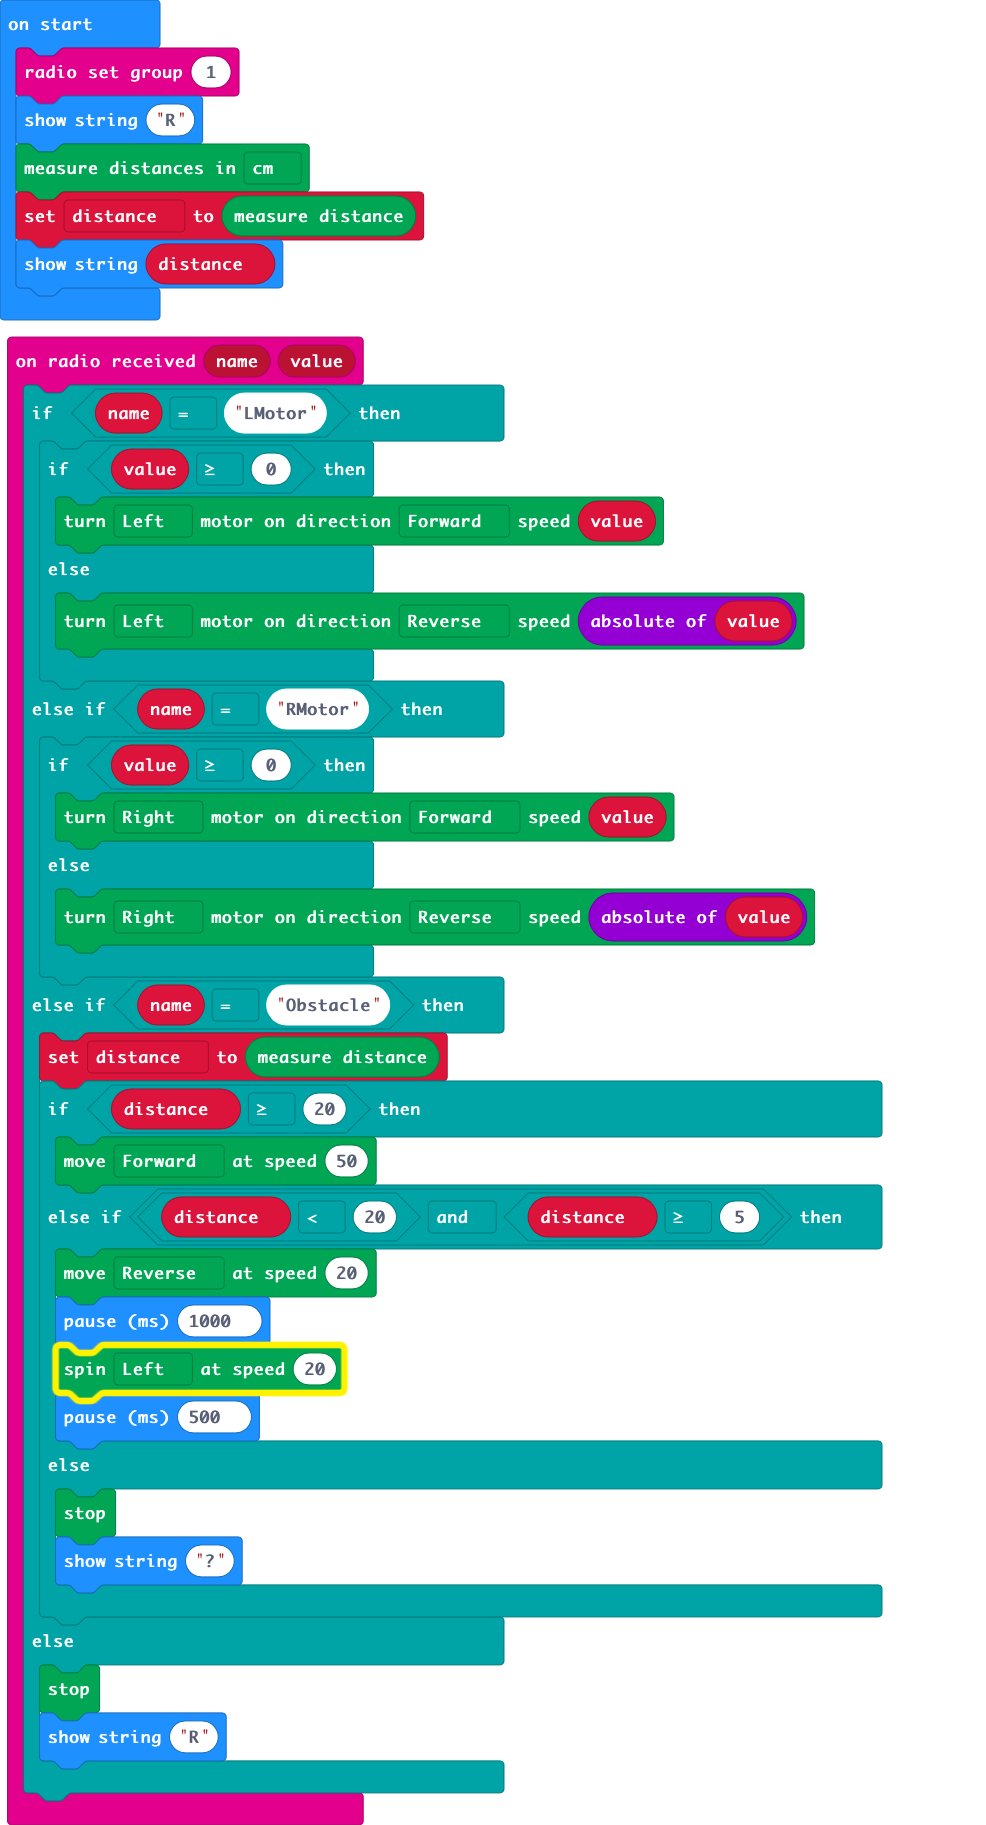 on start
radio set group 1
show string "R"
measure distances in cm
set distance to measure distance
show string distance
on radio received name value
if name = "LMotor" then
if value ≥ 0 then
turn Left motor on direction Forward speed value
else
turn Left motor on direction Reverse speed absolute of value
else if name = "RMotor" then
if value ≥ 0 then
turn Right motor on direction Forward speed value
else
turn Right motor on direction Reverse speed absolute of value
else if name = "Obstacle" then
set distance to measure distance
if distance ≥ 20 then
move Forward at speed 50
else if distance < 20 and distance ≥ 5 then
move Reverse at speed 20
pause (ms) 1000
spin Left at speed 20
pause (ms) 500
else
stop
show string "?"
else
stop
show string "R"